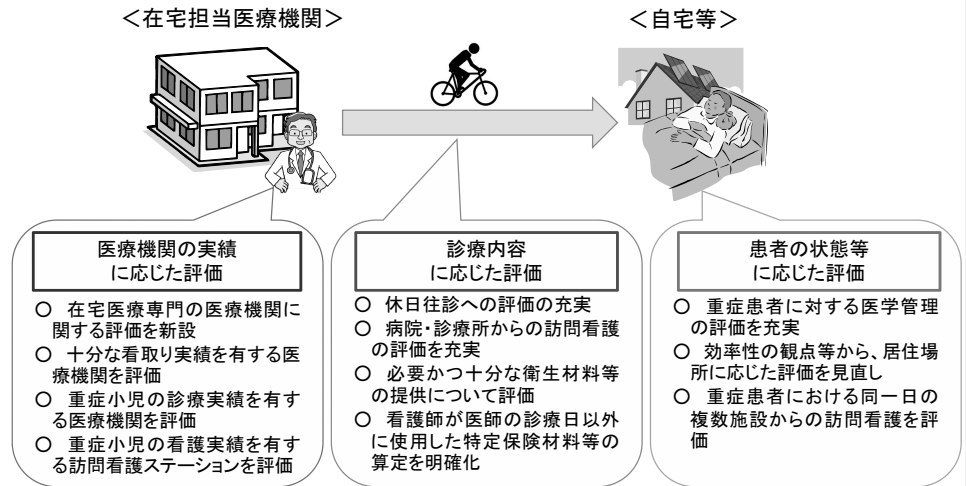 ＜在宅担当医療機関＞
＜自宅等＞
医療機関の実績
に応じた評価
○ 在宅医療専門の医療機関に
関する評価を新設
○ 十分な看取り実績を有する医
療機関を評価
○ 重症小児の診療実績を有す
る医療機関を評価
○ 重症小児の看護実績を有す
る訪問看護ステーションを評価
診療内容
に応じた評価
○ 休日往診への評価の充実
○ 病院・診療所からの訪問看護
の評価を充実
○ 必要かつ十分な衛生材料等
の提供について評価
○ 看護師が医師の診療日以外
に使用した特定保険材料等の
算定を明確化
患者の状態等
に応じた評価
○ 重症患者に対する医学管理
の評価を充実
○ 効率性の観点等から、居住場
所に応じた評価を見直し
○ 重症患者における同一日の
複数施設からの訪問看護を評
価